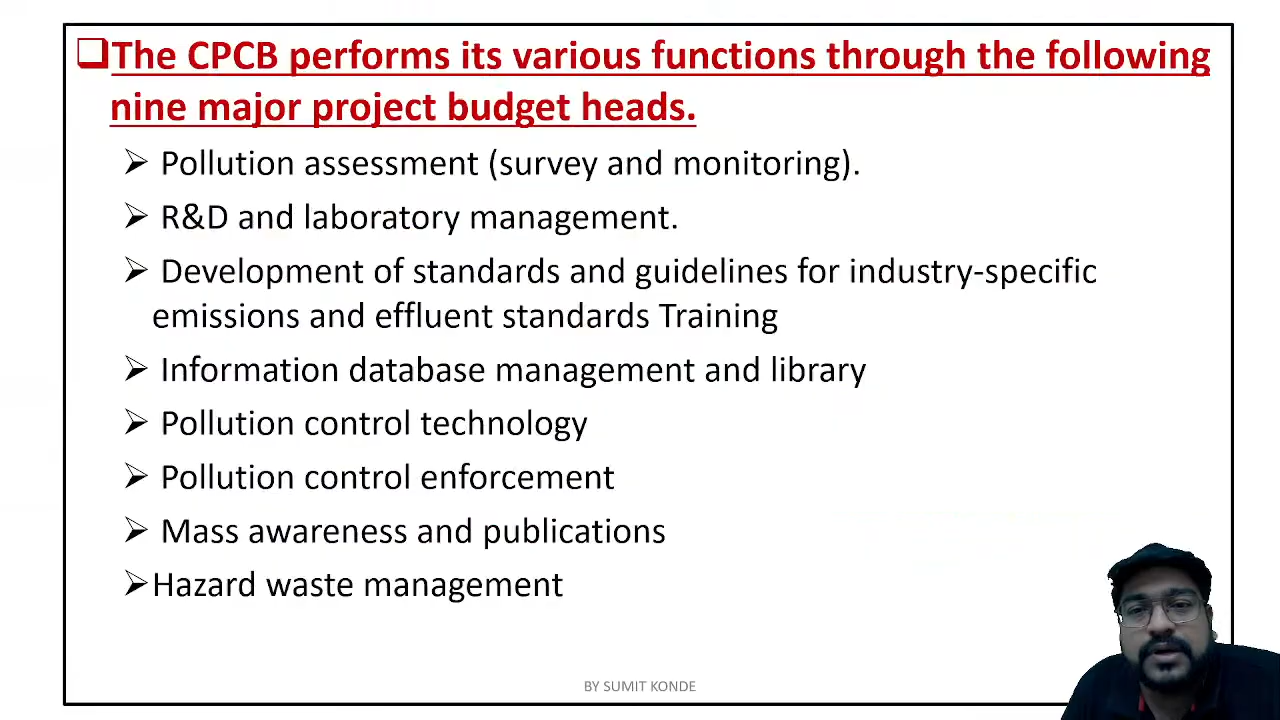 ❑The CPCB performs its various functions through the following
nine major project budget heads.
➢ Pollution assessment (survey and monitoring).
➢ R&D and laboratory management.
➢ Development of standards and guidelines for industry-specific
emissions and effluent standards Training
➢ Information database management and library
➢ Pollution control technology
➢ Pollution control enforcement
➢ Mass awareness and publications
➢Hazard waste management
BY SUMIT KONDE